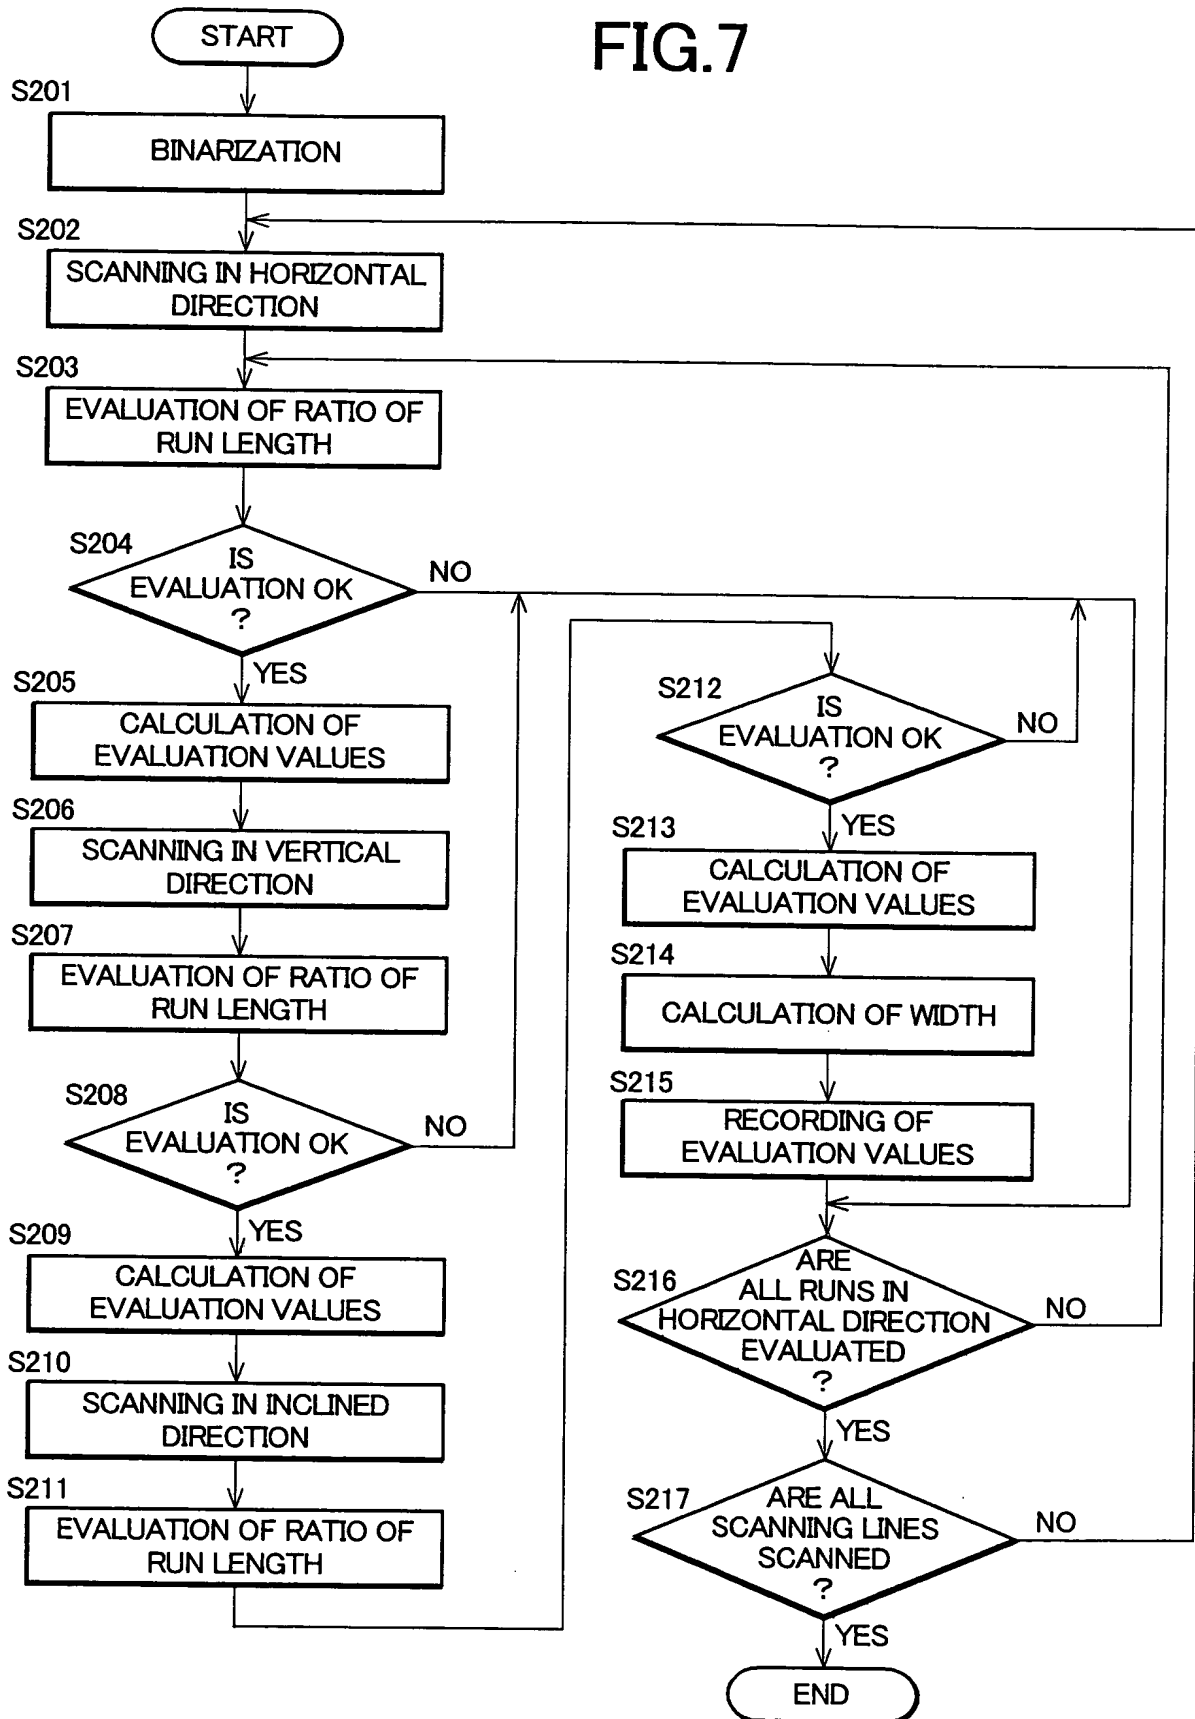 FIG.7
START
S201
BINARIZATION
S202
SCANNING IN HORIZONTAL
DIRECTION
S203
EVALUATION OF RATIO OF
RUN LENGTH
S204
IS
EVALUATION OK
?
NO
YES
S205
CALCULATION OF
EVALUATION VALUES
S206
SCANNING IN VERTICAL
DIRECTION
S207
EVALUATION OF RATIO OF
RUN LENGTH
S208
IS
EVALUATION OK
?
NO
YES
S209
CALCULATION OF
EVALUATION VALUES
S210
SCANNING IN INCLINED
DIRECTION
S211
EVALUATION OF RATIO OF
RUN LENGTH
S212
IS
EVALUATION OK
?
NO
YES
S213
CALCULATION OF
EVALUATION VALUES
S214
CALCULATION OF WIDTH
S215
RECORDING OF
EVALUATION VALUES
S216
ARE
ALL RUNS IN
HORIZONTAL DIRECTION
EVALUATED
?
NO
YES
S217
ARE ALL
SCANNING LINES
SCANNED
?
NO
YES
END